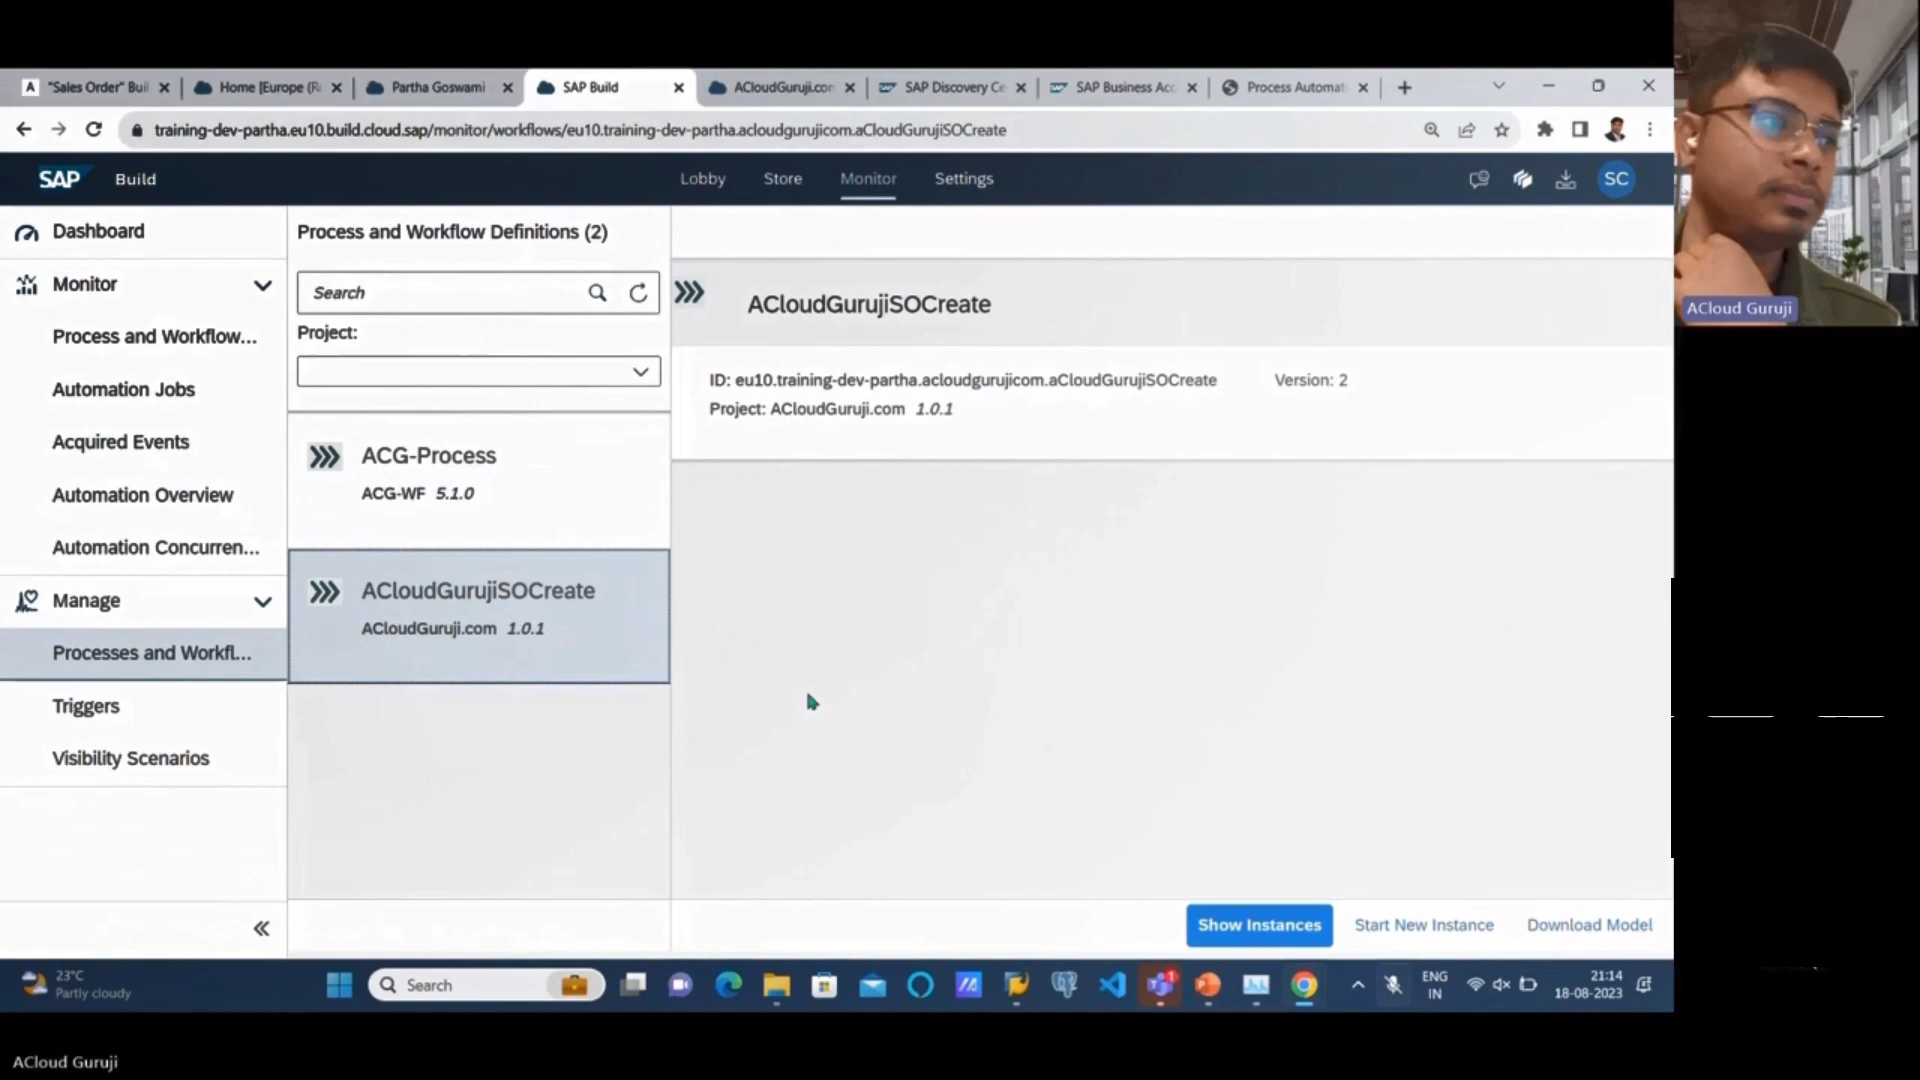 "Sales Order" Buil
Home [Europe (R
Partha Goswami
SAP Build
ACloudGuruji.con
SAP Discovery Ce
SAP Business Acc
Process Automat
training-dev-partha.eu10.build.cloud.sap/monitor/workflows/eu10.training-dev-partha.acloudgurujicom.aCloudGurujiSOCreate
SAP Build
Lobby
Store
Monitor
Settings
SC
Dashboard
Monitor
Process and Workflow...
Automation Jobs
Acquired Events
Automation Overview
Automation Concurren...
Manage
Processes and Workfl...
Triggers
Visibility Scenarios
Process and Workflow Definitions (2)
Search
Project:
ACG-Process
ACG-WF 5.1.0
ACloudGurujiSOCreate
ACloudGuruji.com 1.0.1
ACloudGurujiSOCreate
ID: eu10.training-dev-partha.acloudgurujicom.aCloudGurujiSOCreate
Version: 2
Project: ACloudGuruji.com 1.0.1
Show Instances
Start New Instance
Download Model
ACloud Guruji
23°C
Partly cloudy
Search
1
ENG
IN
21:14
18-08-2023
ACloud Guruji